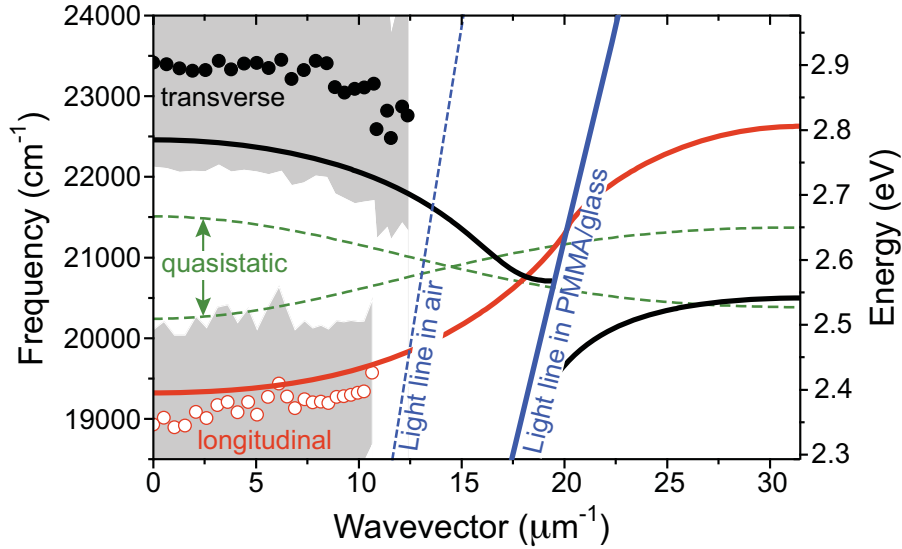 24000
23000
22000
21000
20000
19000
Frequency (cm⁻¹)
transverse
quasistatic
longitudinal
Light line in air
Light line in PMMA/glass
2.9
2.8
2.7
2.6
2.5
2.4
2.3
Energy (eV)
0 5 10 15 20 25 30
Wavevector (μm⁻¹)